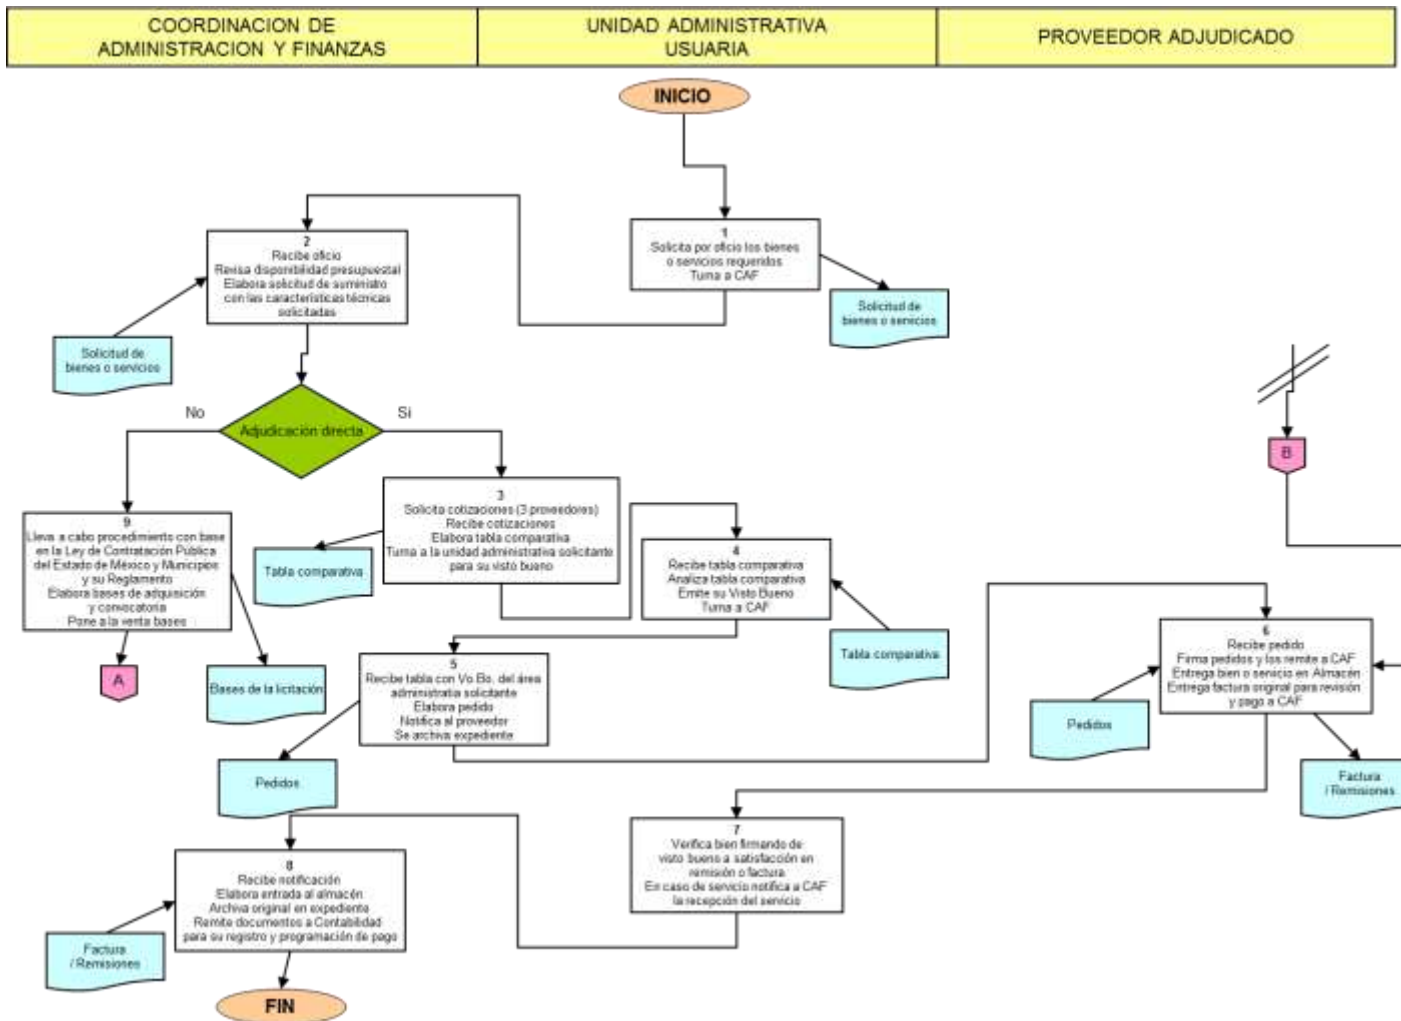 COORDINACION DE
ADMINISTRACION Y FINANZAS
UNIDAD ADMINISTRATIVA
USUARIA
PROVEEDOR ADJUDICADO
INICIO
1
Solicita por oficio los bienes
o servicios requeridos
Turna a CAF
Solicitud de
bienes o servicios
2
Recibe oficio
Revisa disponibilidad presupuestal
Elabora solicitud de suministro
con las características técnicas
solicitadas
Solicitud de
bienes o servicios
No
Si
Adjudicación directa
B
3
Solicita cotizaciones (3 proveedores)
Recibe cotizaciones
Elabora tabla comparativa
Turna a la unidad administrativa solicitante
para su visto bueno
Tabla comparativa
9
Lleva a cabo procedimiento con base
en la Ley de Contratación Pública
del Estado de México y Municipios
y su Reglamento
Elabora bases de adquisición
y convocatoria
Pone a la venta bases
A
Bases de la licitación
4
Recibe tabla comparativa
Analiza tabla comparativa
Emite su Visto Bueno
Turna a CAF
Tabla comparativa
5
Recibe tabla con Vo.Bo. del área
administratia solicitante
Elabora pedido
Notifica al proveedor
Se archiva expediente
Pedidos
6
Recibe pedido
Firma pedidos y los remite a CAF
Entrega bien o servicio en Almacén
Entrega factura original para revisión
y pago a CAF
Pedidos
Factura
/ Remisiones
7
Verifica bien firmando de
visto bueno a satisfacción en
remisión o factura
En caso de servicio notifica a CAF
la recepción del servicio
8
Recibe notificación
Elabora entrada al almacén
Archiva original en expediente
Remite documentos a Contabilidad
para su registro y programación de pago
Factura
/ Remisiones
FIN